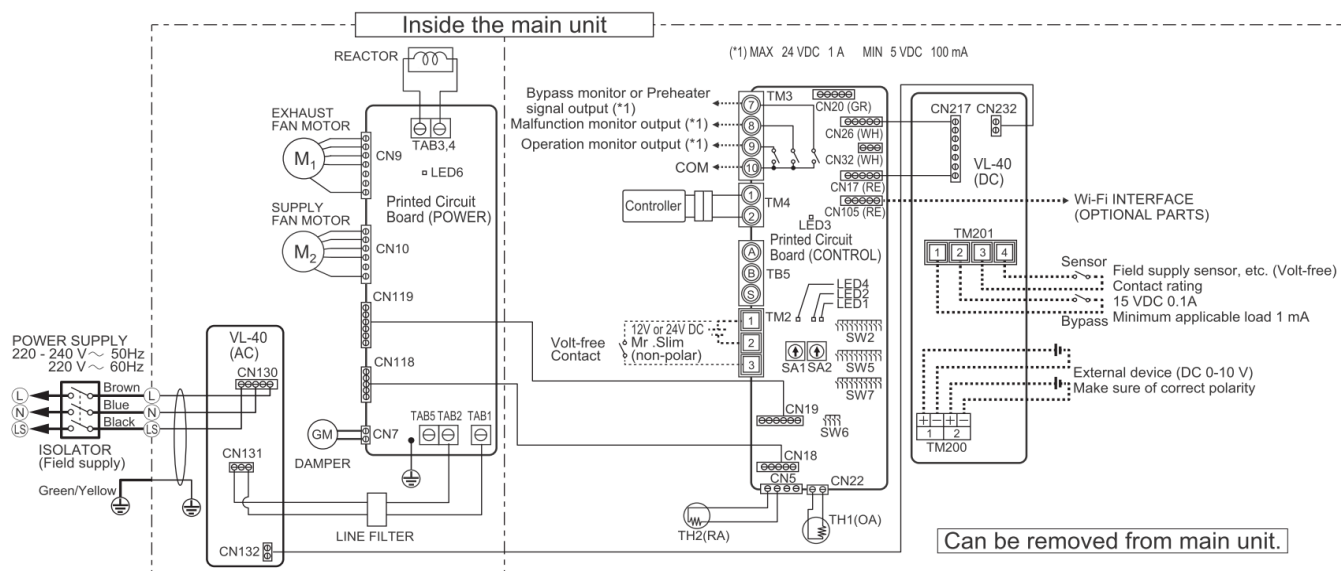 Inside the main unit
REACTOR
(*1) MAX 24 VDC 1 A MIN 5 VDC 100 mA
EXHAUST
FAN MOTOR
M1
CN9
TAB3,4
LED6
Printed Circuit
Board (POWER)
SUPPLY
FAN MOTOR
M2
CN10
CN119
CN118
GM
DAMPER
CN7
TAB5 TAB2 TAB1
POWER SUPPLY
220 - 240 V～ 50Hz
220 V～ 60Hz
L
N
LS
Brown
Blue
Black
L
N
LS
ISOLATOR
(Field supply)
Green/Yellow
VL-40
(AC)
CN130
CN131
CN132
LINE FILTER
Bypass monitor or Preheater
signal output (*1)
Malfunction monitor output (*1)
Operation monitor output (*1)
COM
TM3
7
8
9
10
Controller
1
2
TM4
A
B
S
TB5
TM2
1
2
3
Volt-free
Contact
12V or 24V DC
Mr .Slim
(non-polar)
CN20 (GR)
CN26 (WH)
CN32 (WH)
CN17 (RE)
CN105 (RE)
LED3
Printed Circuit
Board (CONTROL)
LED4
LED2
LED1
SA1 SA2
SW2
SW5
SW7
SW6
CN19
CN18
CN5
CN22
TH2(RA)
TH1(OA)
CN217 CN232
VL-40
(DC)
Wi-Fi INTERFACE
(OPTIONAL PARTS)
TM201
1 2 3 4
Sensor
Field supply sensor, etc. (Volt-free)
Contact rating
15 VDC 0.1A
Minimum applicable load 1 mA
Bypass
External device (DC 0-10 V)
Make sure of correct polarity
+ − + −
1 2
TM200
Can be removed from main unit.